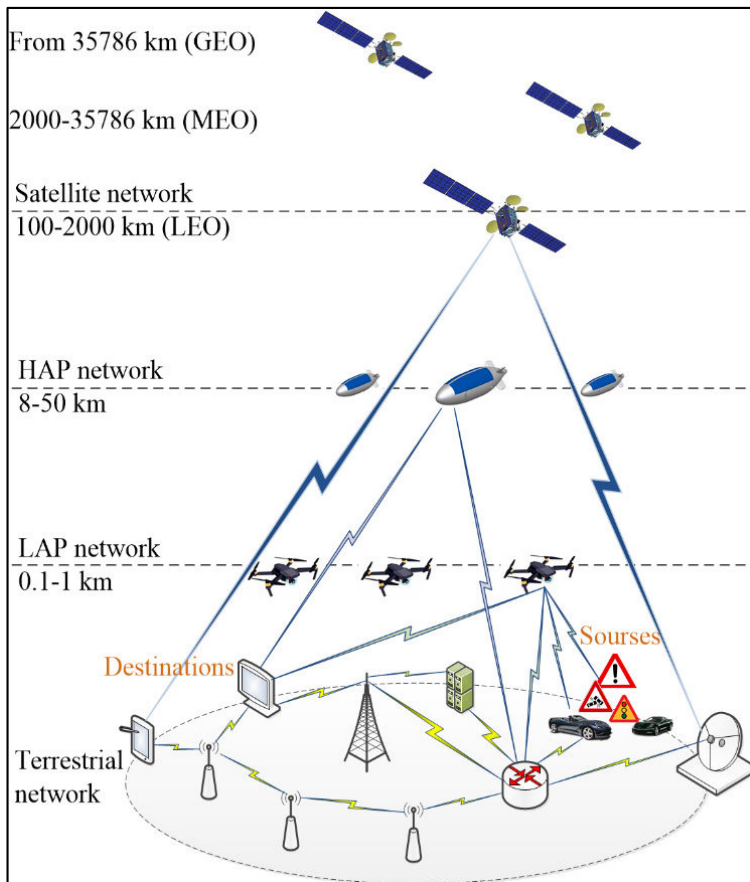 From 35786 km (GEO)
2000-35786 km (MEO)
Satellite network
100-2000 km (LEO)
HAP network
8-50 km
LAP network
0.1-1 km
Sourses
Destinations
Terrestrial
network